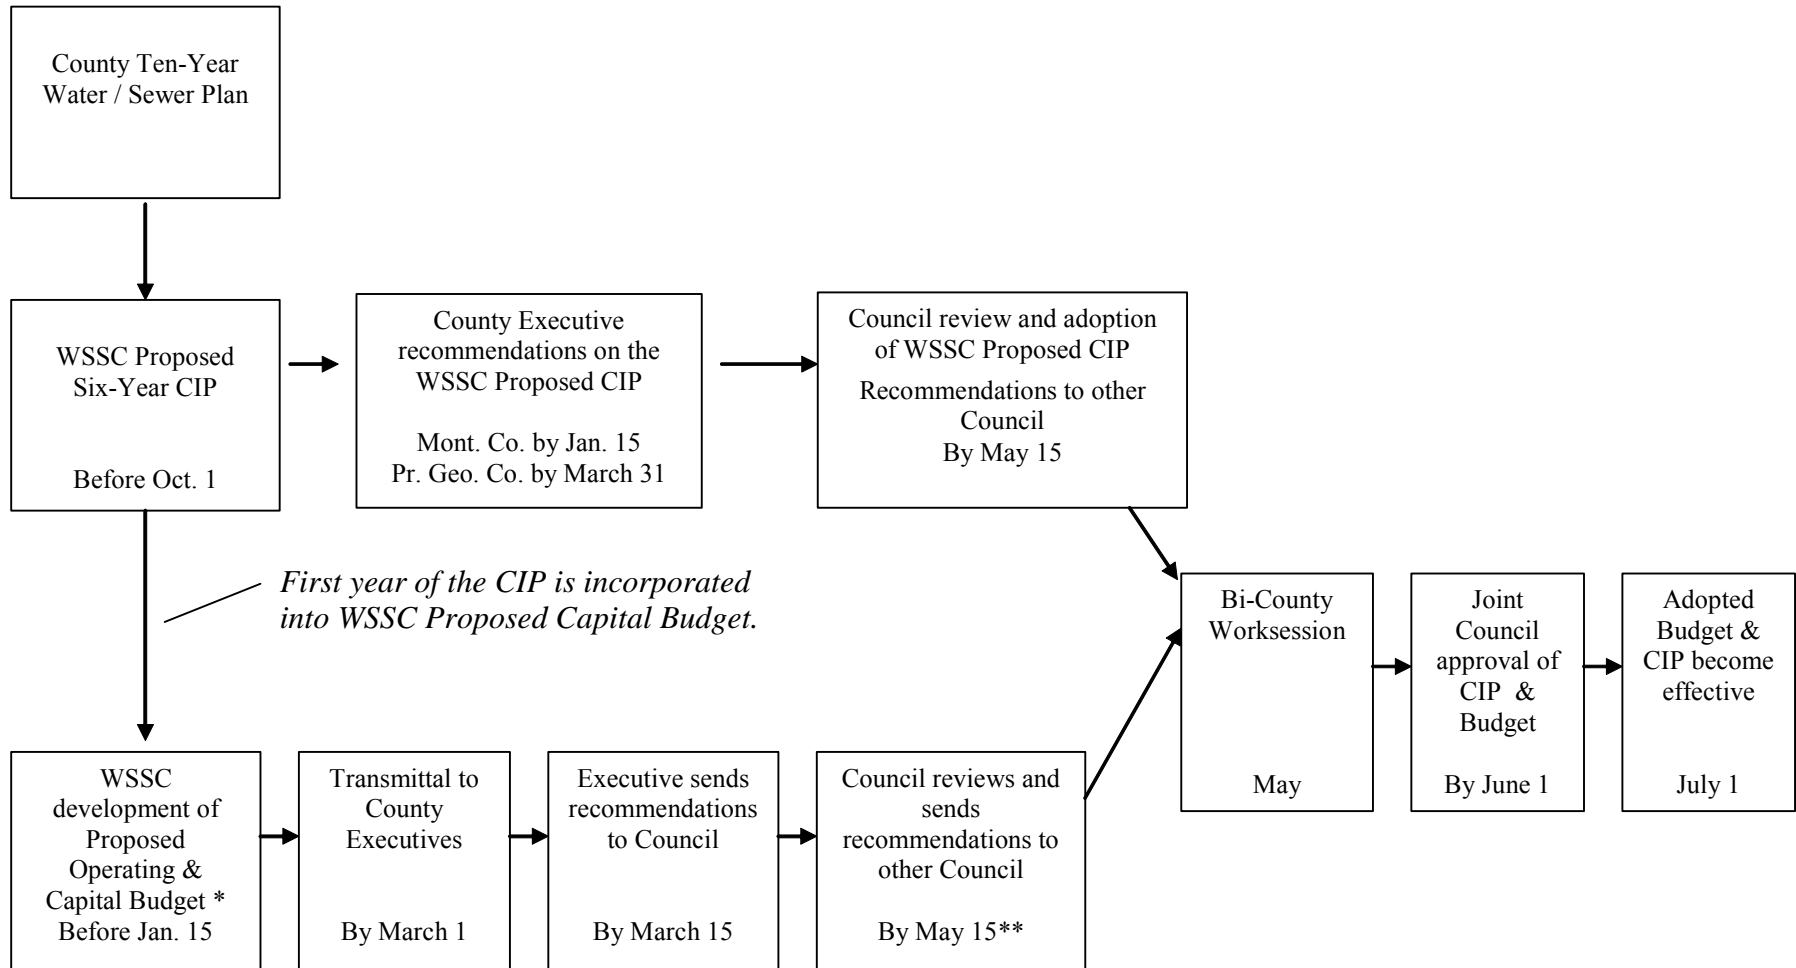 County Ten-Year
Water / Sewer Plan
WSSC Proposed
Six-Year CIP
Before Oct. 1
County Executive
recommendations on the
WSSC Proposed CIP
Mont. Co. by Jan. 15
Pr. Geo. Co. by March 31
Council review and adoption
of WSSC Proposed CIP
Recommendations to other
Council
By May 15
First year of the CIP is incorporated
into WSSC Proposed Capital Budget.
WSSC
development of
Proposed
Operating &
Capital Budget *
Before Jan. 15
Transmittal to
County
Executives
By March 1
Executive sends
recommendations
to Council
By March 15
Council reviews and
sends
recommendations to
other Council
By May 15**
Bi-County
Worksession
May
Joint
Council
approval of
CIP &
Budget
By June 1
Adopted
Budget &
CIP become
effective
July 1